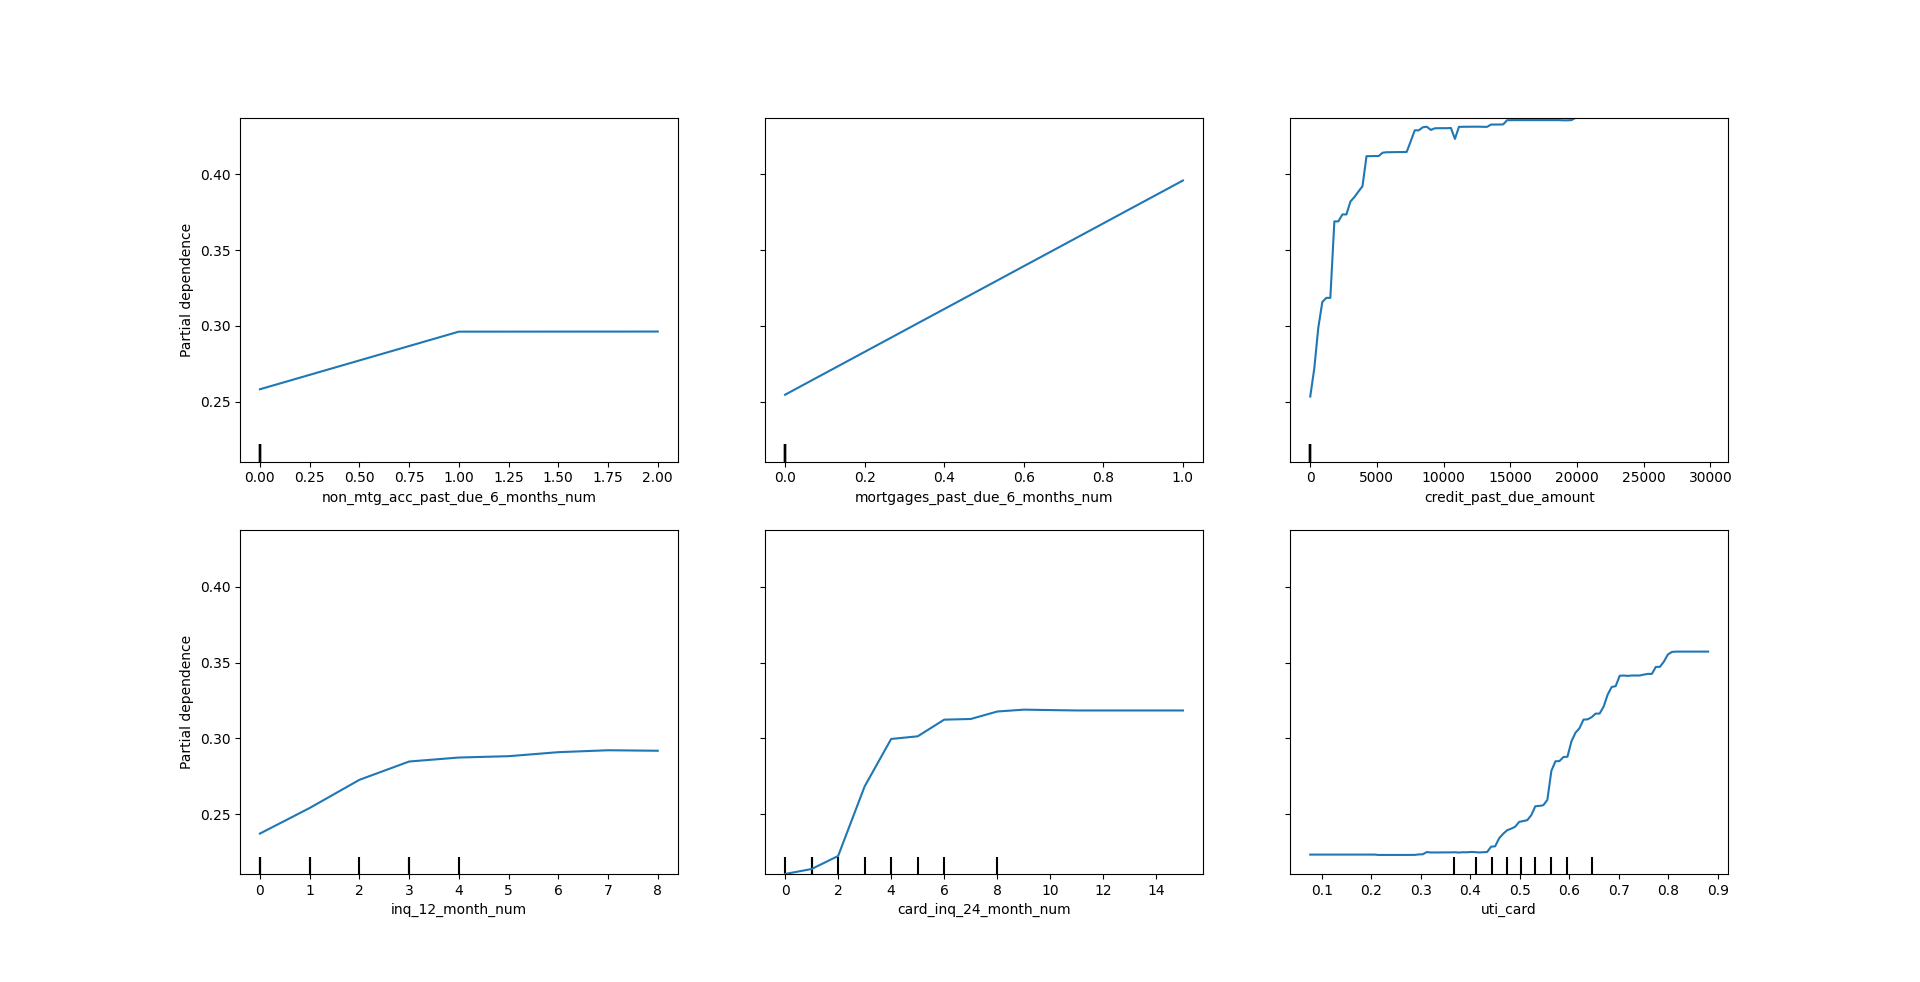 Partial dependence
0.40
0.35
0.30
0.25
0.00 0.25 0.50 0.75 1.00 1.25 1.50 1.75 2.00
non_mtg_acc_past_due_6_months_num
0.0 0.2 0.4 0.6 0.8 1.0
mortgages_past_due_6_months_num
0 5000 10000 15000 20000 25000 30000
credit_past_due_amount
Partial dependence
0.40
0.35
0.30
0.25
0 1 2 3 4 5 6 7 8
inq_12_month_num
0 2 4 6 8 10 12 14
card_inq_24_month_num
0.1 0.2 0.3 0.4 0.5 0.6 0.7 0.8 0.9
uti_card